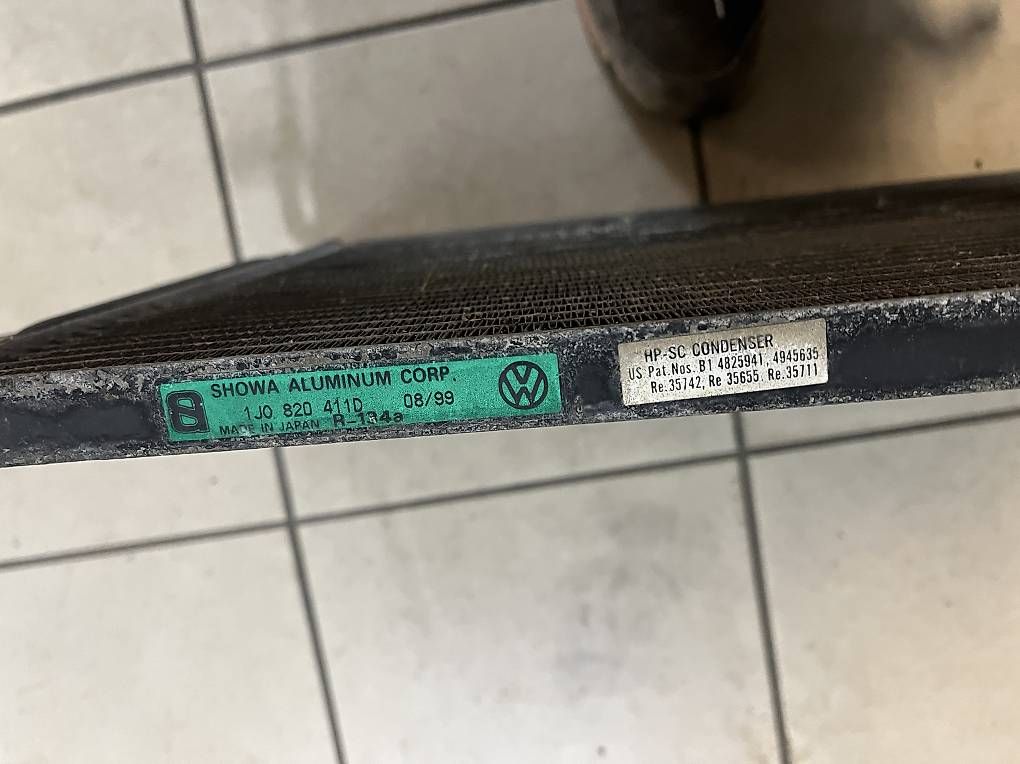 SHOWA ALUMINUM CORP.
1J0 820 411D 08/99
MADE IN JAPAN R-134a
HP-SC CONDENSER
US Pat.Nos. B1 4825941, 4945635
Re.35742, Re 35655, Re.35711